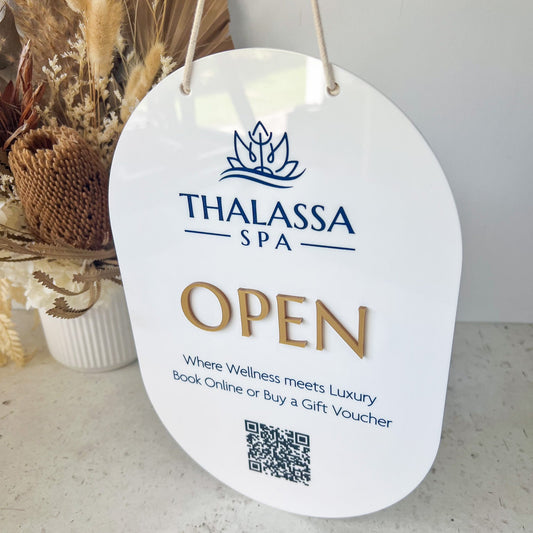 THALASSA
SPA
OPEN
Where Wellness meets Luxury
Book Online or Buy a Gift Voucher